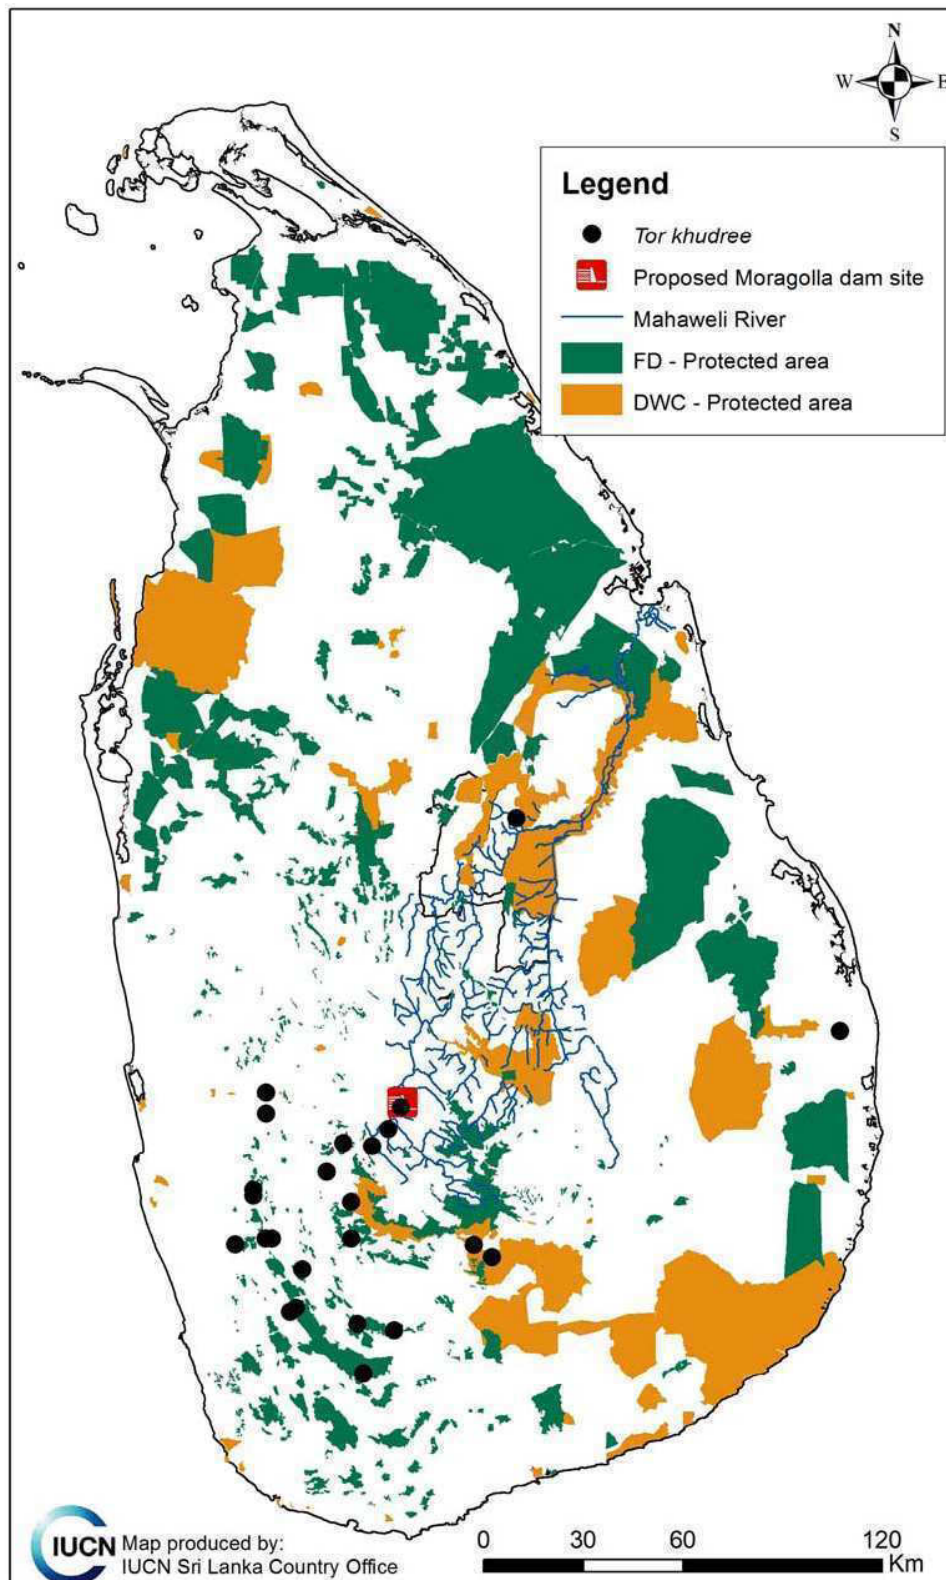 N
W E
S
Legend
Tor khudree
Proposed Moragolla dam site
Mahaweli River
FD - Protected area
DWC - Protected area
IUCN
Map produced by:
IUCN Sri Lanka Country Office
0 30 60 120
Km